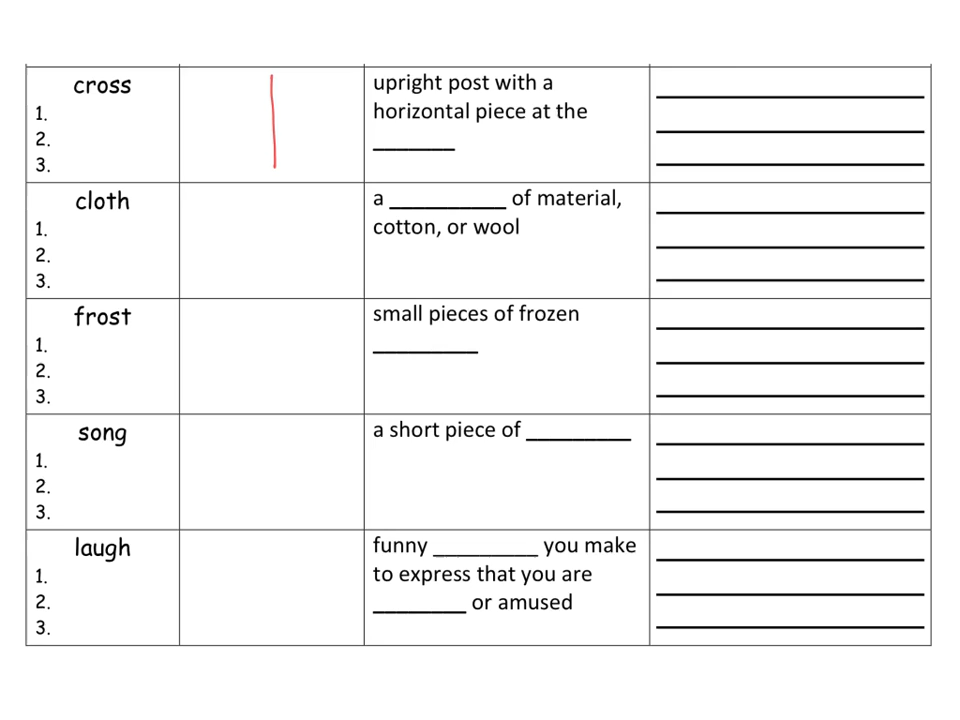 cross
1.
2.
3.
upright post with a
horizontal piece at the
_______
cloth
1.
2.
3.
a __________ of material,
cotton, or wool
frost
1.
2.
3.
small pieces of frozen
_________
song
1.
2.
3.
a short piece of _________
laugh
1.
2.
3.
funny _________ you make
to express that you are
________ or amused